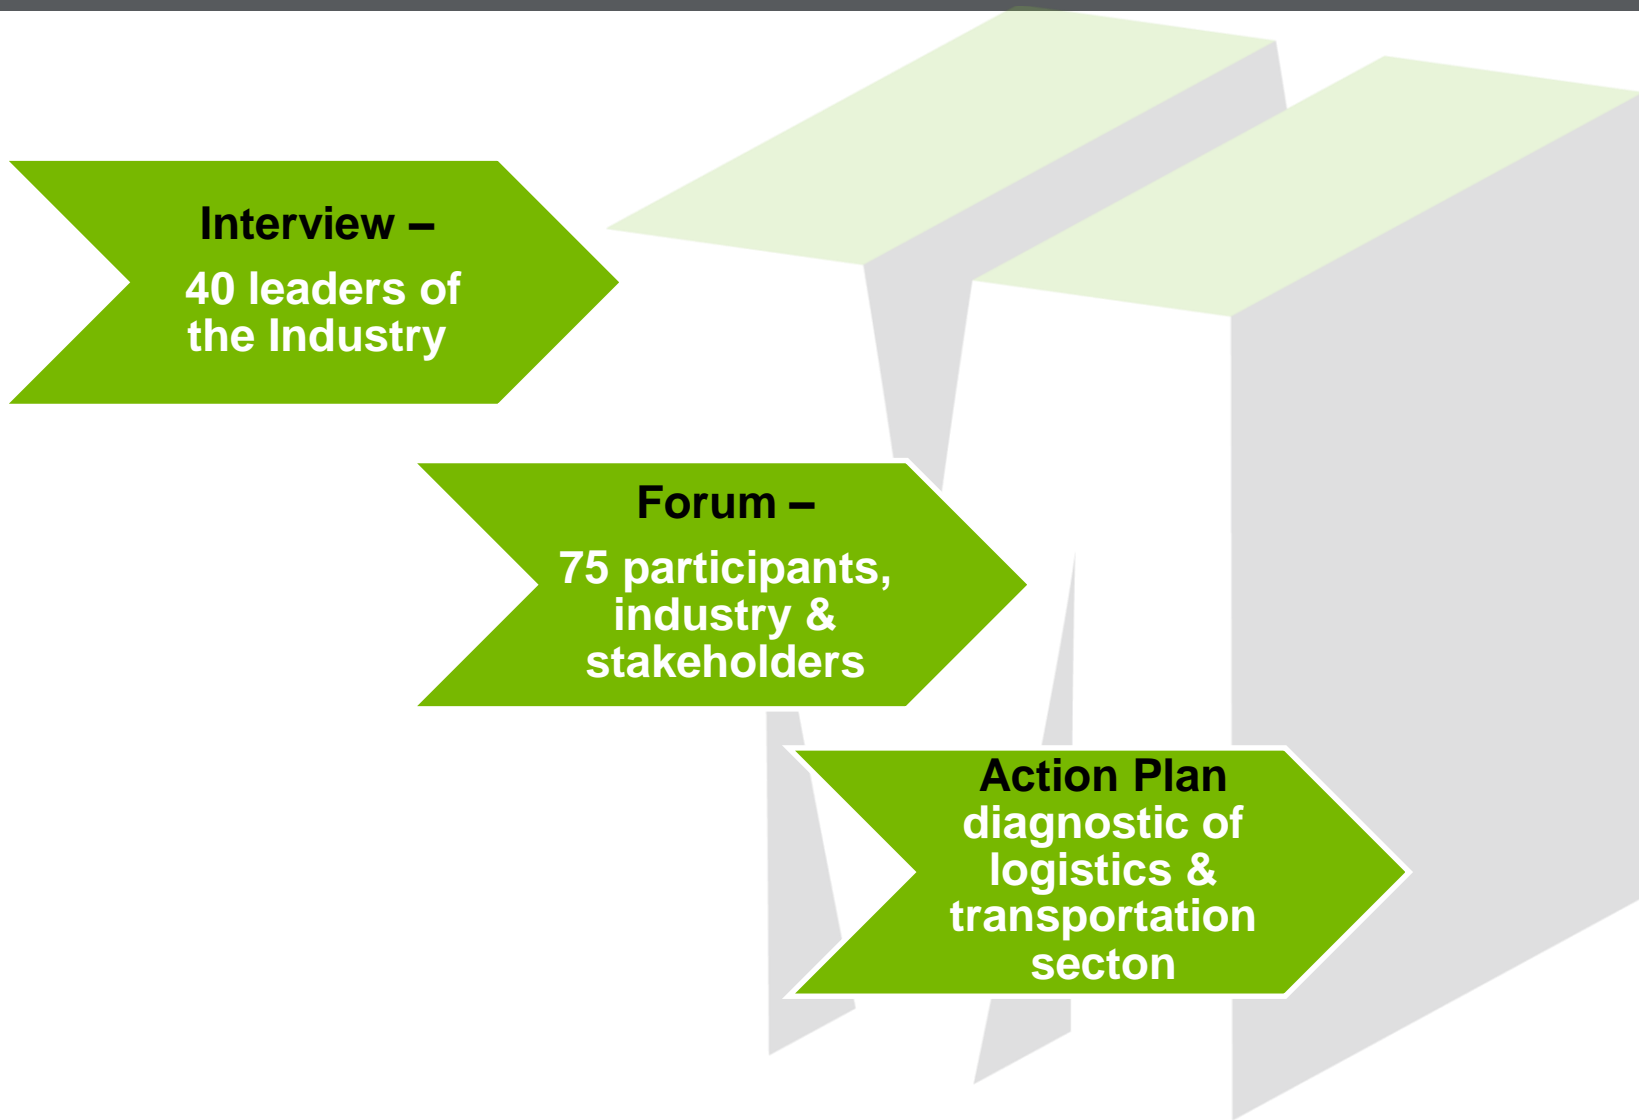 Interview –
40 leaders of
the Industry
Forum –
75 participants,
industry &
stakeholders
Action Plan
diagnostic of
logistics &
transportation
secton